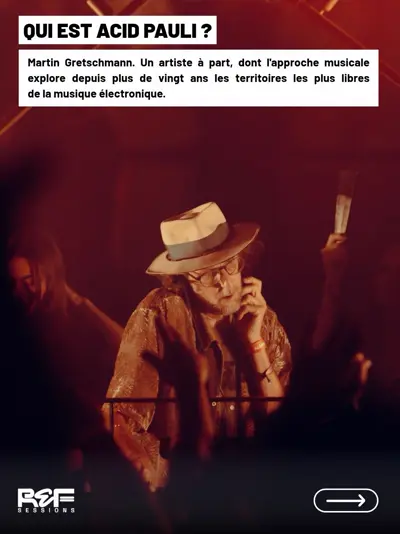 QUI EST ACID PAULI ?
Martin Gretschmann. Un artiste à part, dont l'approche musicale
explore depuis plus de vingt ans les territoires les plus libres
de la musique électronique.
REF
SESSIONS